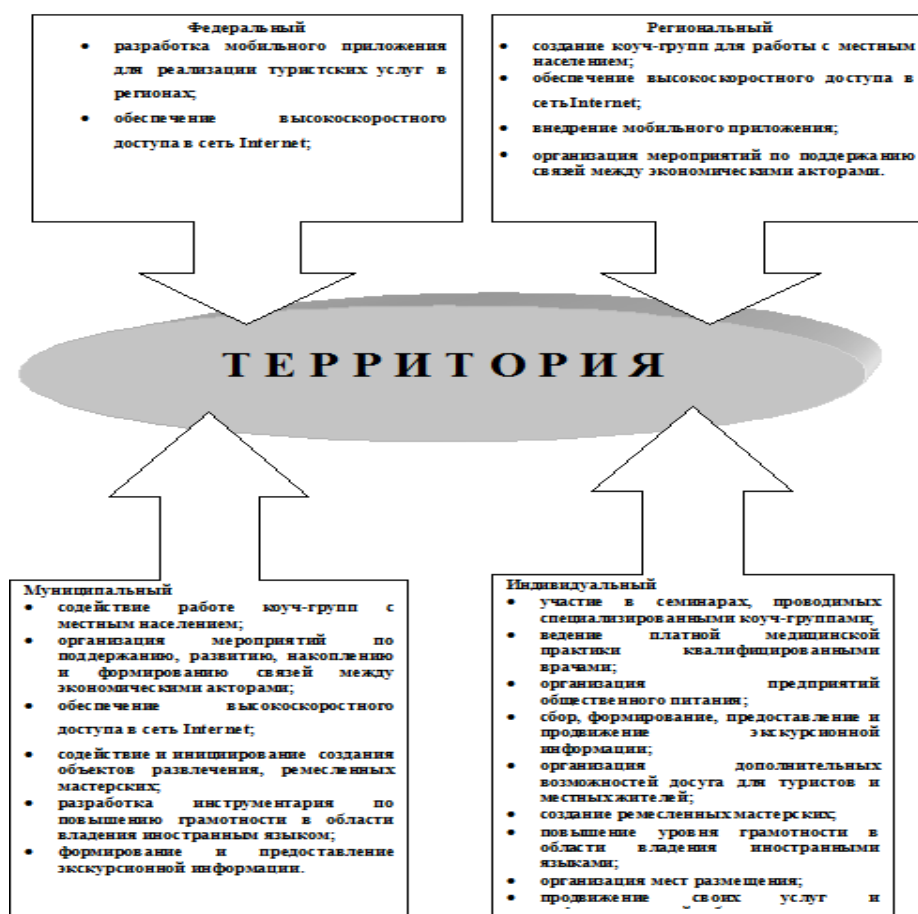 Федеральный
• разработка мобильного приложения
для реализации туристских услуг в
регионах;
• обеспечение высокоскоростного
доступа в сеть Internet;
Региональный
• создание коуч-групп для работы с местным
населением;
• обеспечение высокоскоростного доступа в
сеть Internet;
• внедрение мобильного приложения;
• организация мероприятий по поддержанию
связей между экономическими акторами.
ТЕРРИТОРИЯ
Муниципальный
• содействие работе коуч-групп с
местным населением;
• организация мероприятий по
поддержанию, развитию, накоплению
и формированию связей между
экономическими акторами;
• обеспечение высокоскоростного
доступа в сеть Internet;
• содействие и инициирование создания
объектов развлечения, ремесленных
мастерских;
• разработка инструментария по
повышению грамотности в области
владения иностранным языком;
• формирование и предоставление
экскурсионной информации.
Индивидуальный
• участие в семинарах, проводимых
специализированными коуч-группами;
• ведение платной медицинской
практики квалифицированными
врачами;
• организация предприятий
общественного питания;
• сбор, формирование, предоставление и
продвижение экскурсионной
информации;
• организация дополнительных
возможностей досуга для туристов и
местных жителей;
• создание ремесленных мастерских;
• повышение уровня грамотности в
области владения иностранными
языками;
• организация мест размещения;
• продвижение своих услуг и